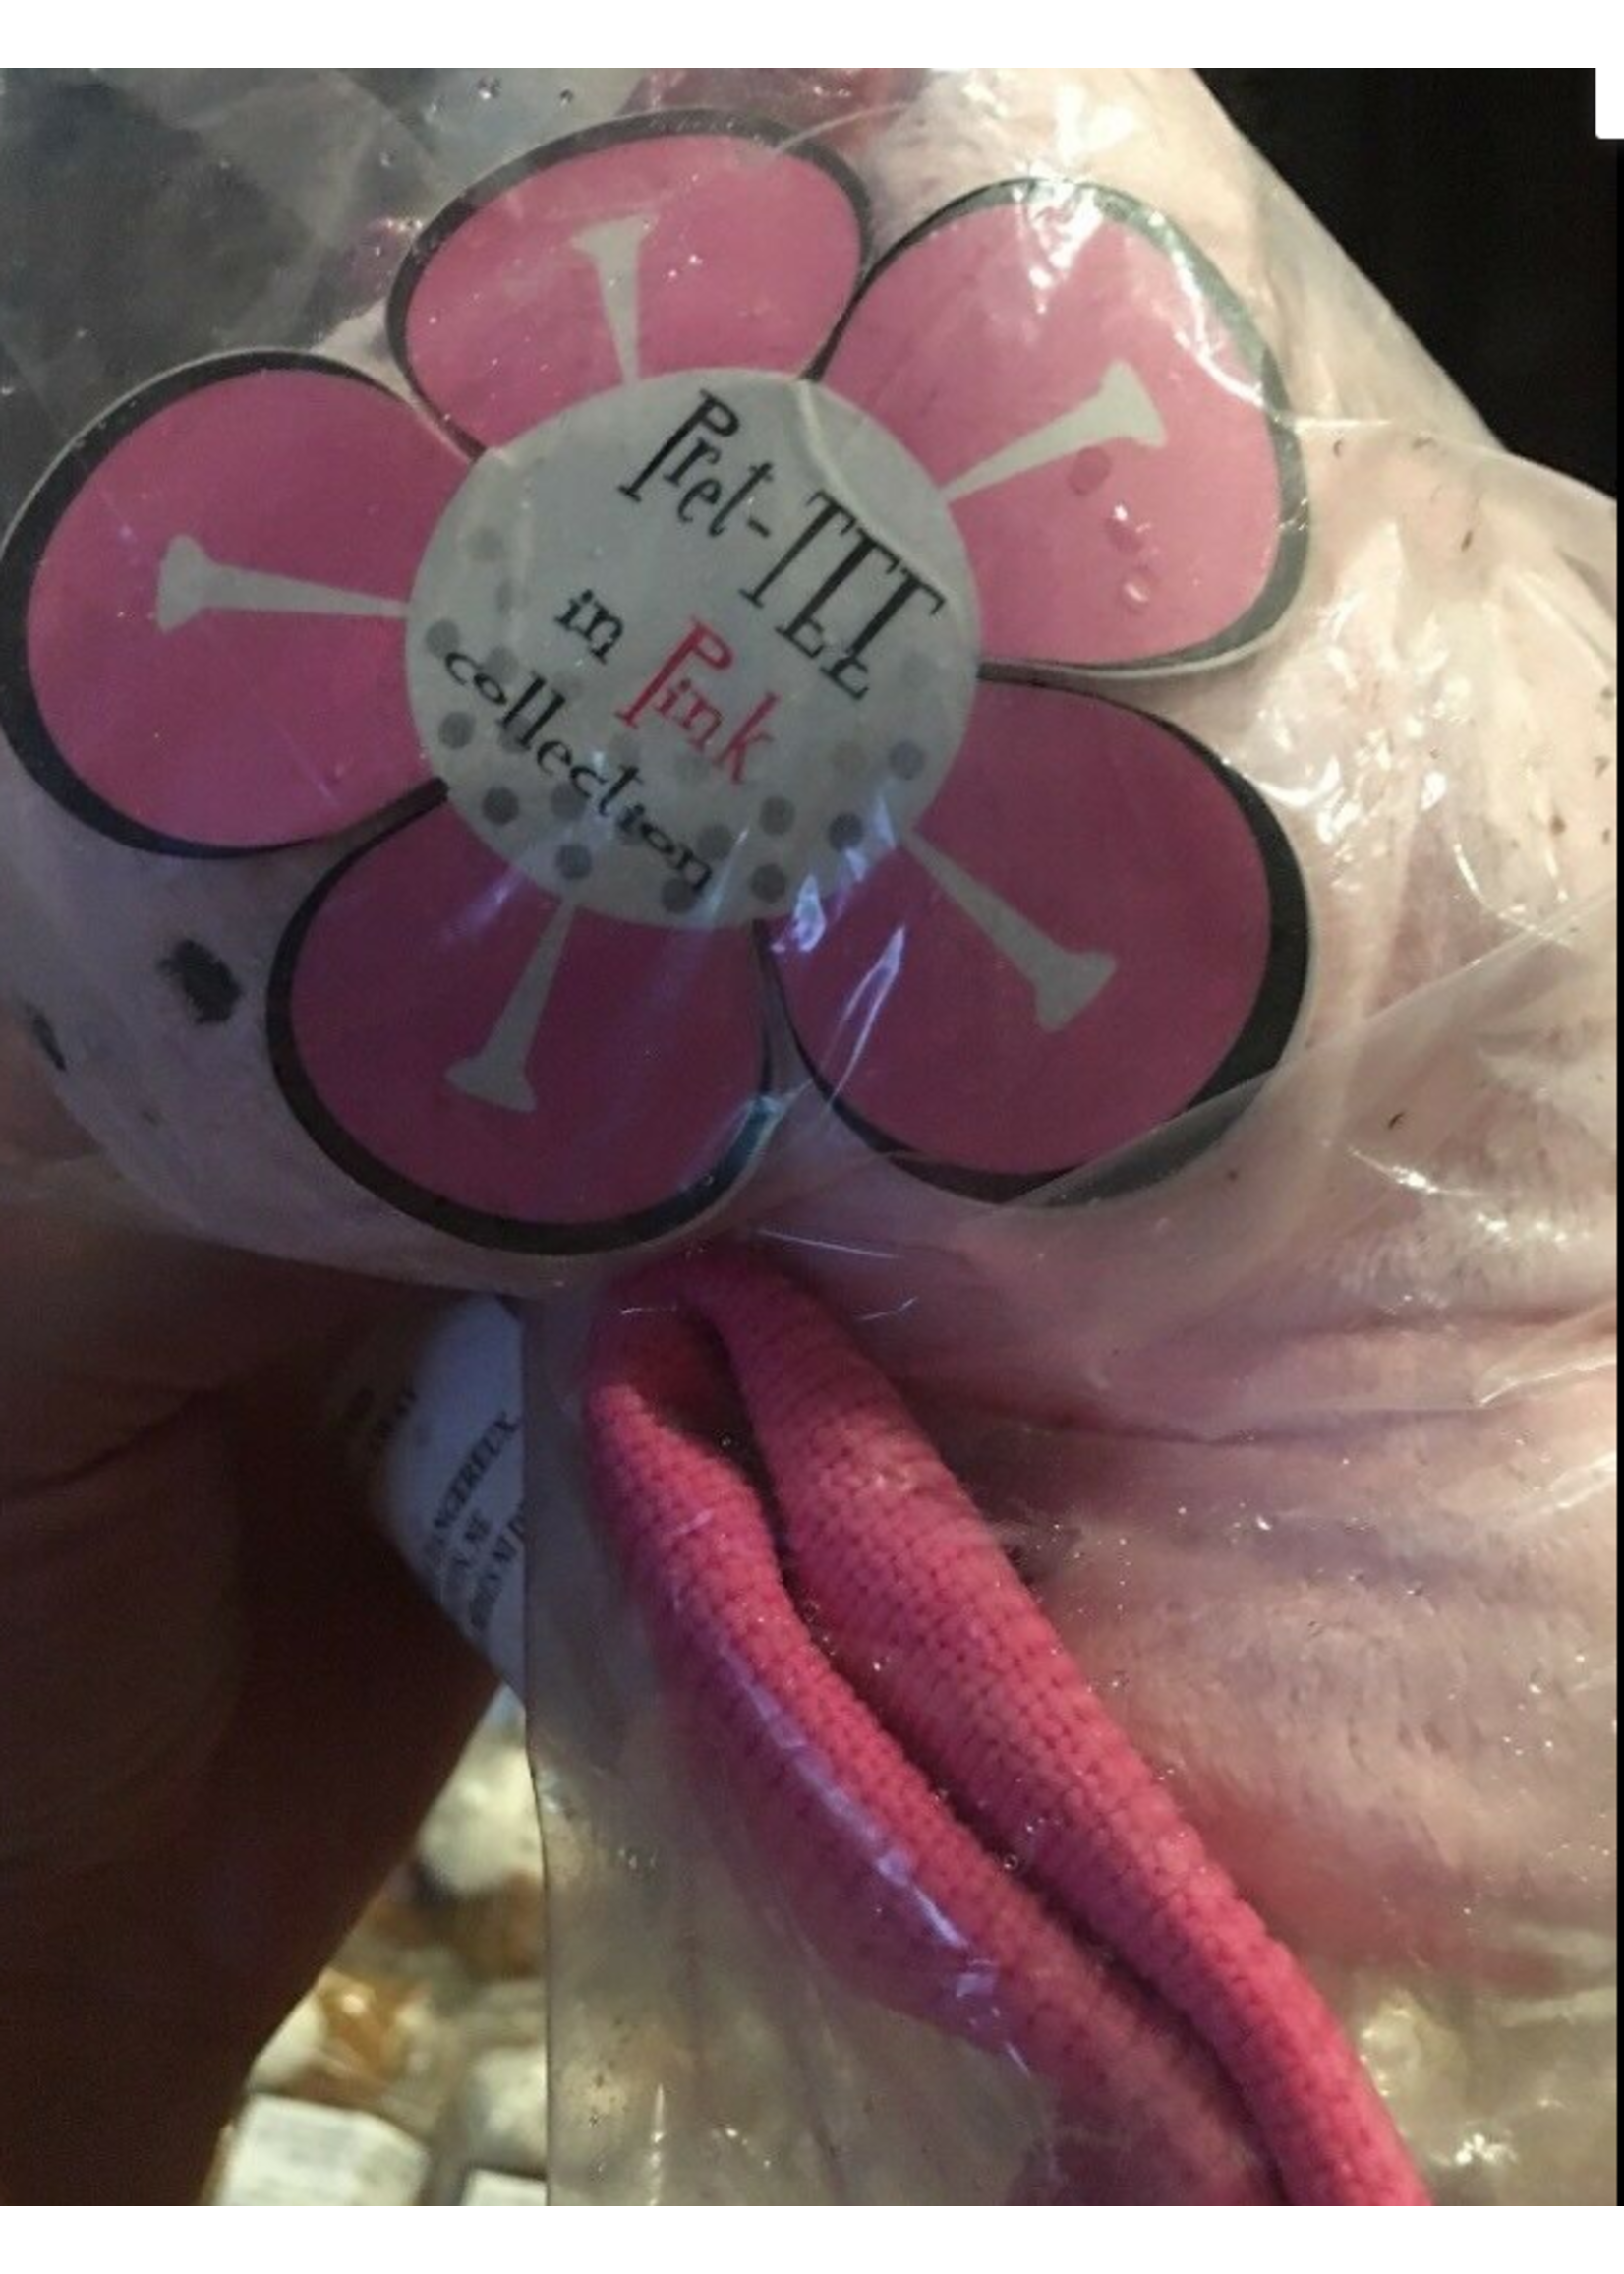 Pret-TEE
in Pink
collection